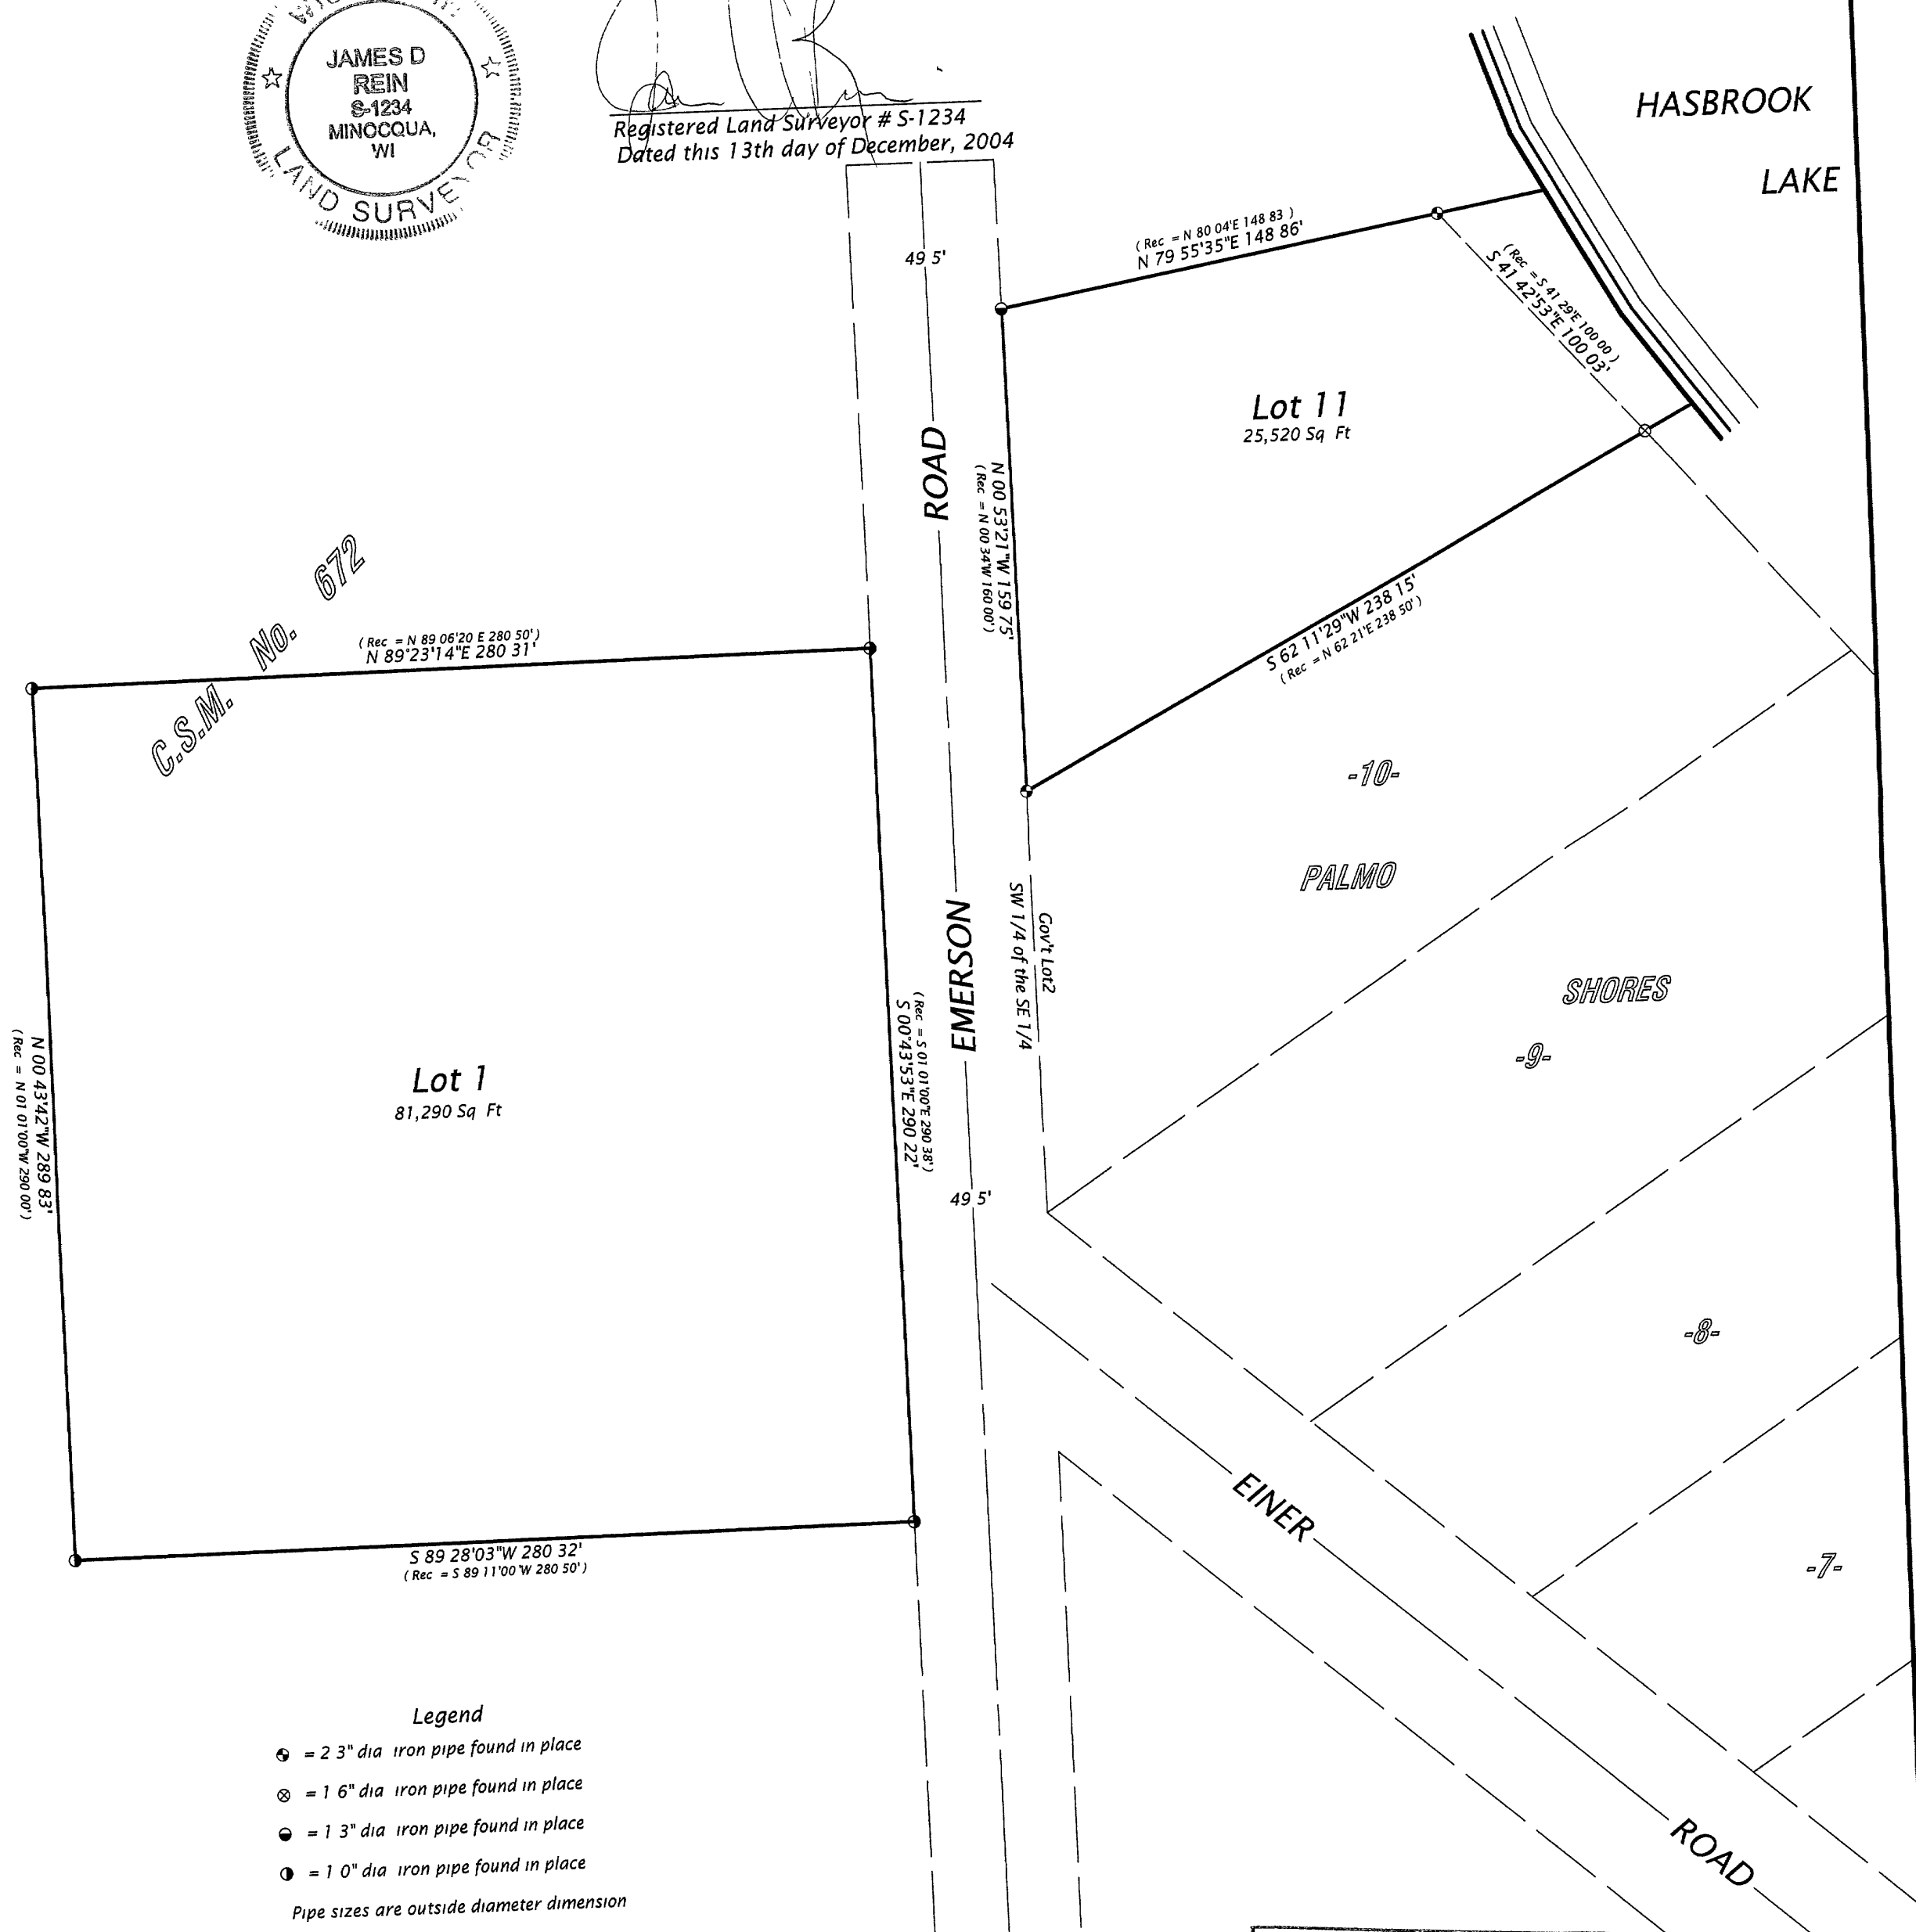 JAMES D
REIN
S-1234
MINOCQUA,
WI
LAND SURVEYOR
Registered Land Surveyor # S-1234
Dated this 13th day of December, 2004
HASBROOK
LAKE
49 5'
( Rec = N 80 04'E 148 83 )
N 79 55'35"E 148 86'
( Rec = S 41 29'E 100 00 )
S 41 42'53"E 100 03'
Lot 11
25,520 Sq Ft
ROAD
N 00 53'21"W 159 75'
( Rec = N 00 34'W 160 00' )
S 62 11'29"W 238 15'
( Rec = N 62 21'E 238 50' )
C.S.M. No. 672
( Rec = N 89 06'20 E 280 50' )
N 89°23'14"E 280 31'
-10-
PALMO
SHORES
-9-
Gov't Lot2
SW 1/4 of the SE 1/4
EMERSON
( Rec = S 01 01'00"E 290 38' )
S 00°43'53"E 290 22'
Lot 1
81,290 Sq Ft
N 00 43'42"W 289 83'
( Rec = N 01 01'00"W 290 00' )
49 5'
-8-
EINER
ROAD
-7-
S 89 28'03"W 280 32'
( Rec = S 89 11'00"W 280 50' )
Legend
= 2 3" dia iron pipe found in place
= 1 6" dia iron pipe found in place
= 1 3" dia iron pipe found in place
= 1 0" dia iron pipe found in place
Pipe sizes are outside diameter dimension